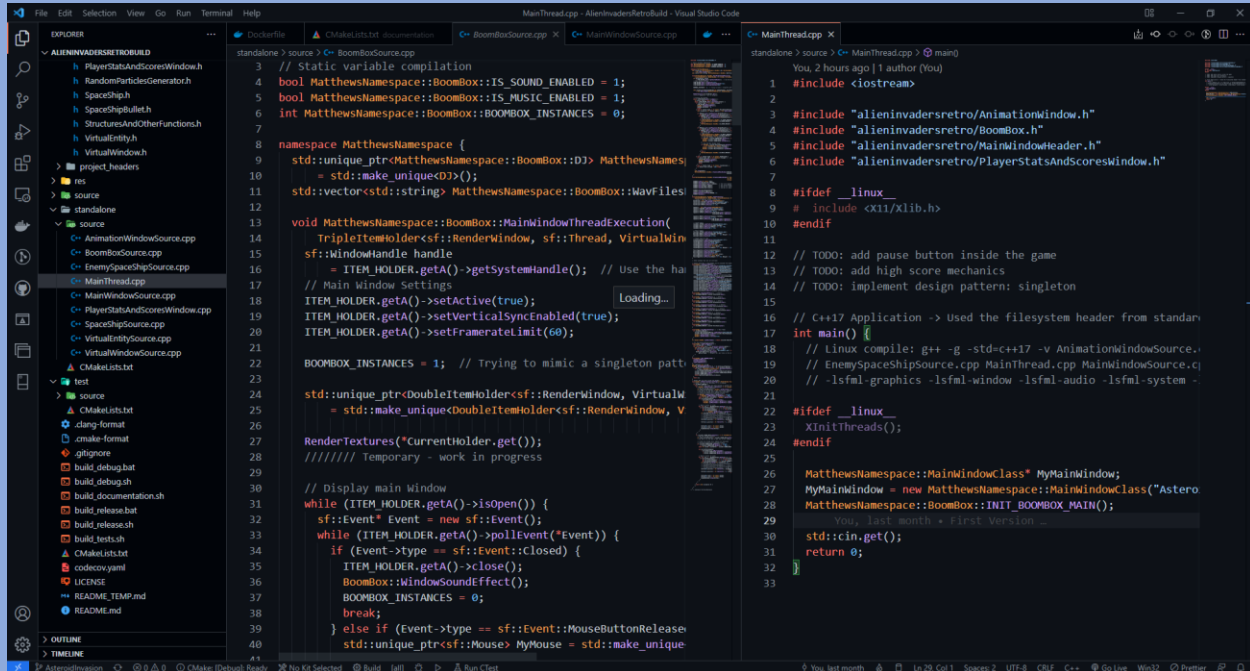 File Edit Selection View Go Run Terminal Help
MainThread.cpp - AlienInvadersRetroBuild - Visual Studio Code
EXPLORER
ALIENINVADERSRETROBUILD
PlayerStatsAndScoresWindow.h
RandomParticlesGenerator.h
SpaceShip.h
SpaceShipBullet.h
StructuresAndOtherFunctions.h
VirtualEntity.h
VirtualWindow.h
project_headers
res
source
standalone
source
AnimationWindowSource.cpp
BoomBoxSource.cpp
EnemySpaceShipSource.cpp
MainThread.cpp
MainWindowSource.cpp
PlayerStatsAndScoresWindow.cpp
SpaceShipSource.cpp
VirtualEntitySource.cpp
VirtualWindowSource.cpp
CMakeLists.txt
test
source
CMakeLists.txt
.clang-format
.cmake-format
.gitignore
build_debug.bat
build_debug.sh
build_documentation.sh
build_release.bat
build_release.sh
build_tests.sh
CMakeLists.txt
codecov.yaml
LICENSE
README_TEMP.md
README.md
OUTLINE
TIMELINE
Dockerfile
CMakeLists.txt documentation
BoomBoxSource.cpp
MainWindowSource.cpp
standalone > source > BoomBoxSource.cpp
3 // Static variable compilation
4 bool MatthewsNamespace::BoomBox::IS_SOUND_ENABLED = 1;
5 bool MatthewsNamespace::BoomBox::IS_MUSIC_ENABLED = 1;
6 int MatthewsNamespace::BoomBox::BOOMBOX_INSTANCES = 0;
7
8 namespace MatthewsNamespace {
9 std::unique_ptr<MatthewsNamespace::BoomBox::DJ> MatthewsNames
10 = std::make_unique<DJ>();
11 std::vector<std::string> MatthewsNamespace::BoomBox::WavFiles
12
13 void MatthewsNamespace::BoomBox::MainWindowThreadExecution(
14 TripleItemHolder<sf::RenderWindow, sf::Thread, VirtualWin
15 sf::WindowHandle handle
16 = ITEM_HOLDER.getA()->getSystemHandle(); // Use the ha
17 // Main Window Settings
18 ITEM_HOLDER.getA()->setActive(true);
19 ITEM_HOLDER.getA()->setVerticalSyncEnabled(true);
20 ITEM_HOLDER.getA()->setFramerateLimit(60);
21
22 BOOMBOX_INSTANCES = 1; // Trying to mimic a singleton patt
23
24 std::unique_ptr<DoubleItemHolder<sf::RenderWindow, VirtualW
25 = std::make_unique<DoubleItemHolder<sf::RenderWindow, V
26
27 RenderTextures(*CurrentHolder.get());
28 //////// Temporary - work in progress
29
30 // Display main Window
31 while (ITEM_HOLDER.getA()->isOpen()) {
32 sf::Event* Event = new sf::Event();
33 while (ITEM_HOLDER.getA()->pollEvent(*Event)) {
34 if (Event->type == sf::Event::Closed) {
35 ITEM_HOLDER.getA()->close();
36 BoomBox::WindowSoundEffect();
37 BOOMBOX_INSTANCES = 0;
38 break;
39 } else if (Event->type == sf::Event::MouseButtonRelease
40 std::unique_ptr<sf::Mouse> MyMouse = std::make_unique
Loading...
MainThread.cpp
standalone > source > MainThread.cpp > main()
You, 2 hours ago | 1 author (You)
1 #include <iostream>
2
3 #include "alieninvadersretro/AnimationWindow.h"
4 #include "alieninvadersretro/BoomBox.h"
5 #include "alieninvadersretro/MainWindowHeader.h"
6 #include "alieninvadersretro/PlayerStatsAndScoresWindow.h"
7
8 #ifdef __linux__
9 # include <X11/Xlib.h>
10 #endif
11
12 // TODO: add pause button inside the game
13 // TODO: add high score mechanics
14 // TODO: implement design pattern: singleton
15
16 // C++17 Application -> Used the filesystem header from standar
17 int main() {
18 // Linux compile: g++ -g -std=c++17 -v AnimationWindowSource.
19 // EnemySpaceShipSource.cpp MainThread.cpp MainWindowSource.c
20 // -lsfml-graphics -lsfml-window -lsfml-audio -lsfml-system -
21
22 #ifdef __linux__
23 XInitThreads();
24 #endif
25
26 MatthewsNamespace::MainWindowClass* MyMainWindow;
27 MyMainWindow = new MatthewsNamespace::MainWindowClass("Astero
28 MatthewsNamespace::BoomBox::INIT_BOOMBOX_MAIN();
29 You, last month • First Version …
30 std::cin.get();
31 return 0;
32 }
33
AsteroidInvasion 0 0 CMake: [Debug]: Ready No Kit Selected Build [all] Run CTest
You, last month Ln 29, Col 1 Spaces: 2 UTF-8 CRLF C++ Go Live Win32 Prettier